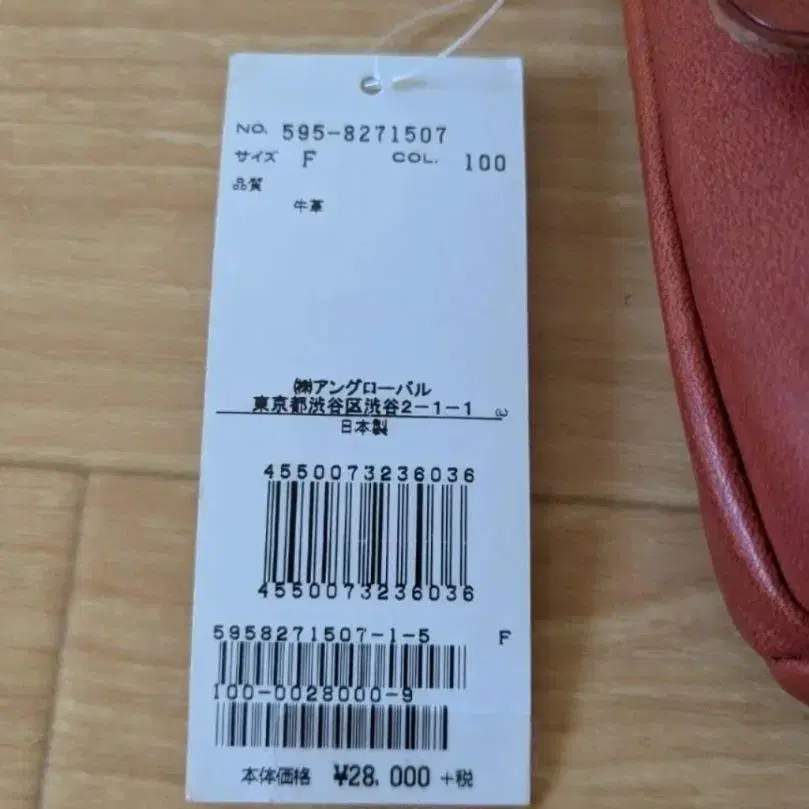 NO. 595-8271507
サイズ F COL. 100
品質
牛革
㈱アングローバル
東京都渋谷区渋谷2-1-1
日本製
4550073236036
4550073236036
5958271507-1-5 F
100-0028000-9
本体価格 ¥28,000 +税